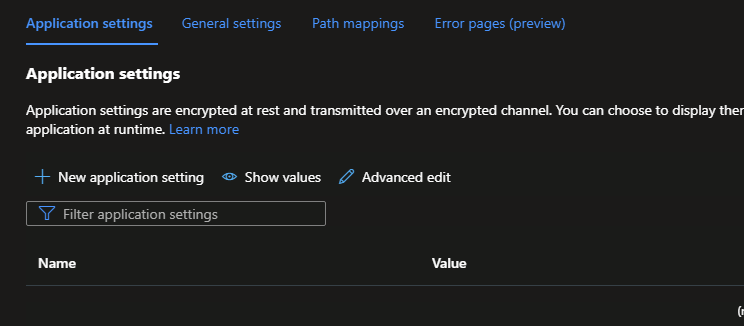 Application settings General settings Path mappings Error pages (preview)
Application settings
Application settings are encrypted at rest and transmitted over an encrypted channel. You can choose to display
application at runtime. Learn more
New application setting Show values Advanced edit
Filter application settings
Name Value